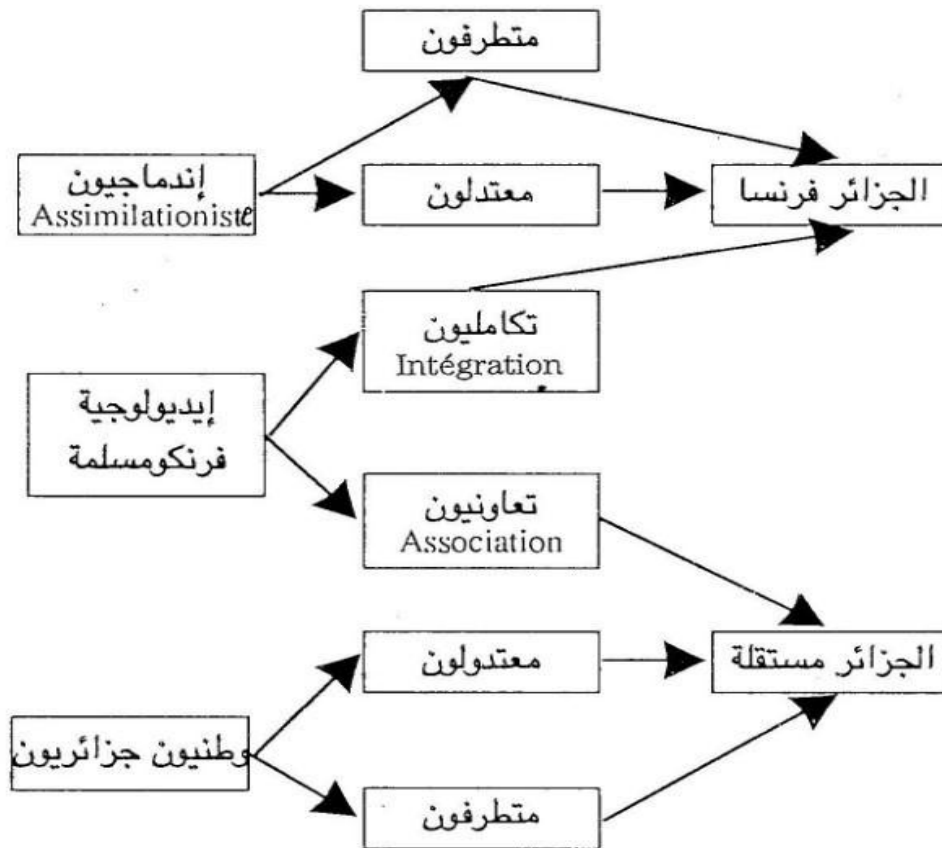 متطرفون
إندماجيون
Assimilationiste
معتدلون
الجزائر فرنسا
تكامليون
Intégration
إيديولوجية
فرنكومسلمة
تعاونيون
Association
معتدولون
الجزائر مستقلة
وطنيون جزائريون
متطرفون